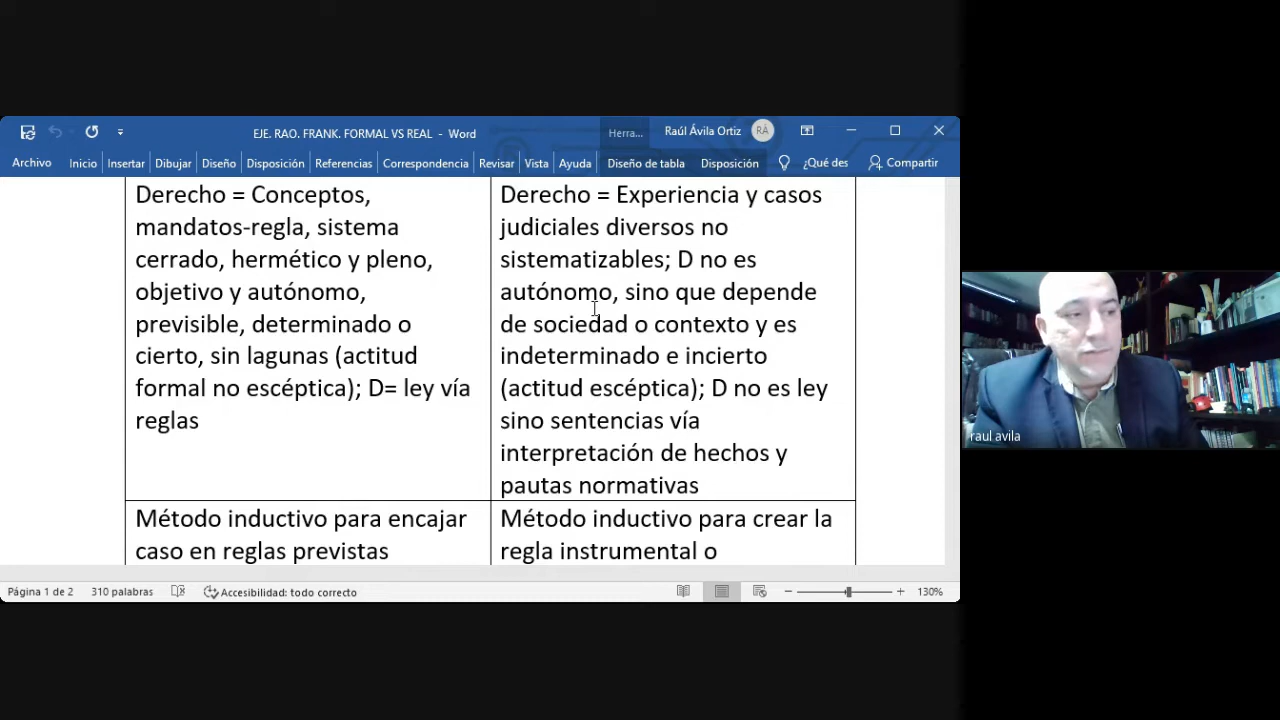 EJE. RAO. FRANK. FORMAL VS REAL - Word
Herra...
Raúl Ávila Ortiz
RÁ
Archivo Inicio Insertar Dibujar Diseño Disposición Referencias Correspondencia Revisar Vista Ayuda Diseño de tabla Disposición ¿Qué des Compartir
Derecho = Conceptos,
mandatos-regla, sistema
cerrado, hermético y pleno,
objetivo y autónomo,
previsible, determinado o
cierto, sin lagunas (actitud
formal no escéptica); D= ley vía
reglas
Derecho = Experiencia y casos
judiciales diversos no
sistematizables; D no es
autónomo, sino que depende
de sociedad o contexto y es
indeterminado e incierto
(actitud escéptica); D no es ley
sino sentencias vía
interpretación de hechos y
pautas normativas
Método inductivo para encajar
caso en reglas previstas
Método inductivo para crear la
regla instrumental o
Página 1 de 2 310 palabras Accesibilidad: todo correcto 130%
raul avila